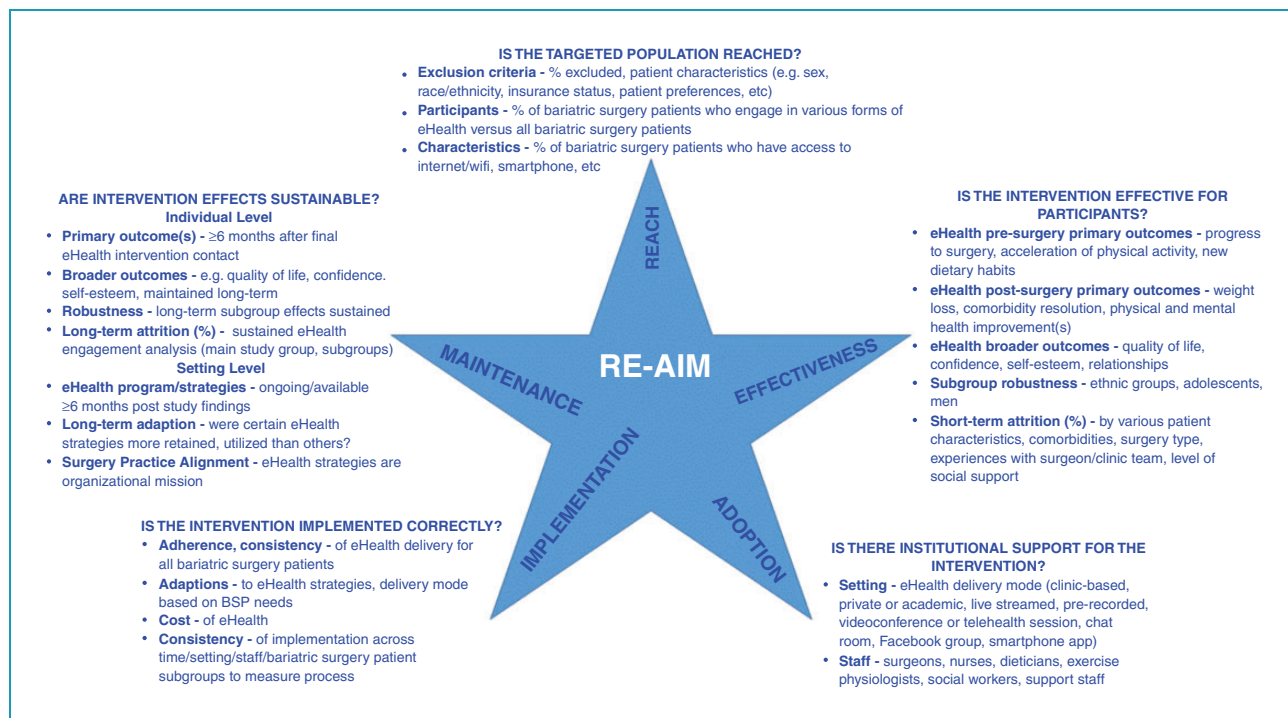 IS THE TARGETED POPULATION REACHED?
• Exclusion criteria - % excluded, patient characteristics (e.g. sex,
race/ethnicity, insurance status, patient preferences, etc)
• Participants - % of bariatric surgery patients who engage in various forms of
eHealth versus all bariatric surgery patients
• Characteristics - % of bariatric surgery patients who have access to
internet/wifi, smartphone, etc
ARE INTERVENTION EFFECTS SUSTAINABLE?
Individual Level
• Primary outcome(s) - ≥6 months after final
eHealth intervention contact
• Broader outcomes - e.g. quality of life, confidence.
self-esteem, maintained long-term
• Robustness - long-term subgroup effects sustained
• Long-term attrition (%) - sustained eHealth
engagement analysis (main study group, subgroups)
Setting Level
• eHealth program/strategies - ongoing/available
≥6 months post study findings
• Long-term adaption - were certain eHealth
strategies more retained, utilized than others?
• Surgery Practice Alignment - eHealth strategies are
organizational mission
REACH
RE-AIM
MAINTENANCE
EFFECTIVENESS
IMPLEMENTATION
ADOPTION
IS THE INTERVENTION EFFECTIVE FOR
PARTICIPANTS?
• eHealth pre-surgery primary outcomes - progress
to surgery, acceleration of physical activity, new
dietary habits
• eHealth post-surgery primary outcomes - weight
loss, comorbidity resolution, physical and mental
health improvement(s)
• eHealth broader outcomes - quality of life,
confidence, self-esteem, relationships
• Subgroup robustness - ethnic groups, adolescents,
men
• Short-term attrition (%) - by various patient
characteristics, comorbidities, surgery type,
experiences with surgeon/clinic team, level of
social support
IS THE INTERVENTION IMPLEMENTED CORRECTLY?
• Adherence, consistency - of eHealth delivery for
all bariatric surgery patients
• Adaptions - to eHealth strategies, delivery mode
based on BSP needs
• Cost - of eHealth
• Consistency - of implementation across
time/setting/staff/bariatric surgery patient
subgroups to measure process
IS THERE INSTITUTIONAL SUPPORT FOR THE
INTERVENTION?
• Setting - eHealth delivery mode (clinic-based,
private or academic, live streamed, pre-recorded,
videoconference or telehealth session, chat
room, Facebook group, smartphone app)
• Staff - surgeons, nurses, dieticians, exercise
physiologists, social workers, support staff